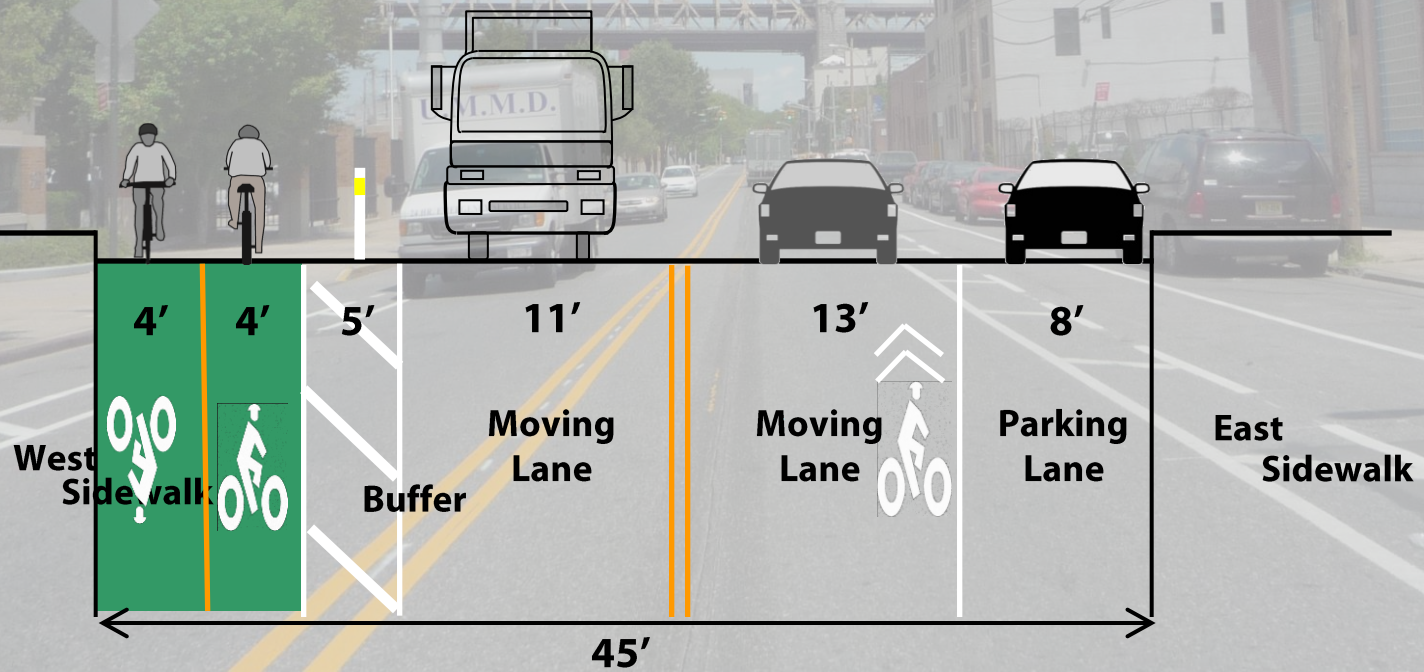 U.M.M.D.
4’ 4’ 5’ 11’ 13’ 8’
Moving
Lane
Moving
Lane
Parking
Lane
West
Sidewalk
Buffer
East
Sidewalk
45’